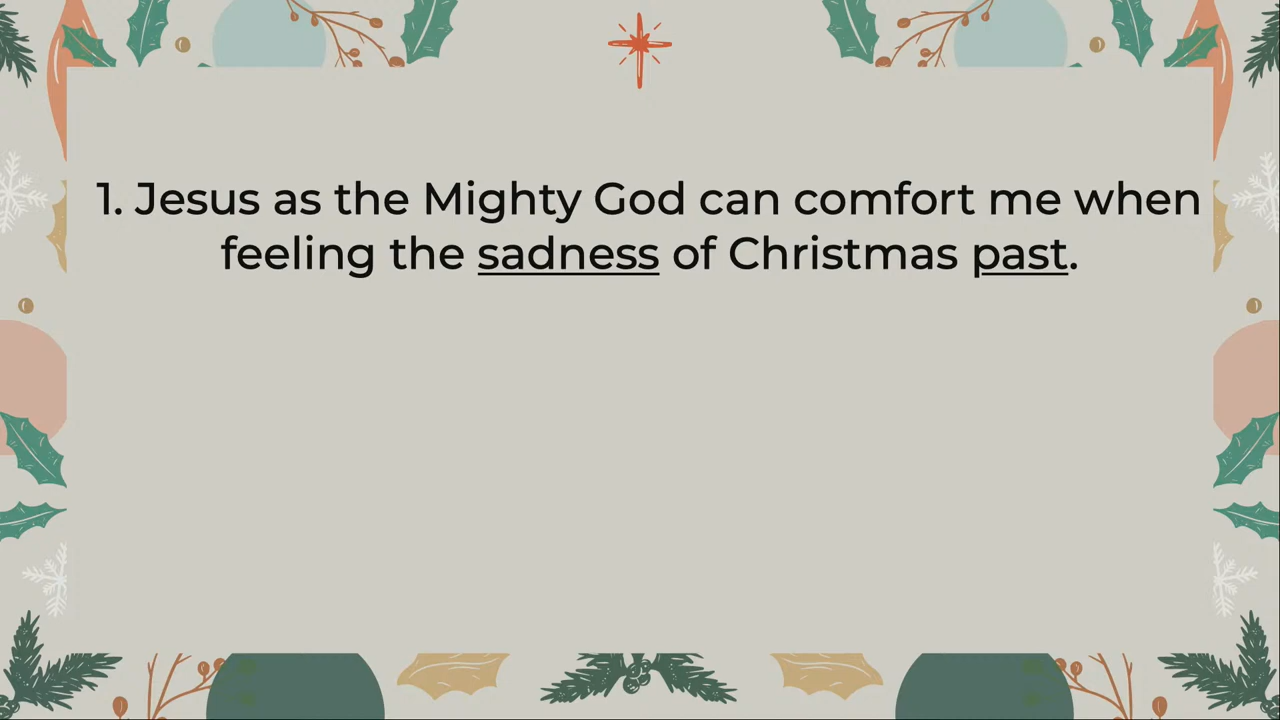 1. Jesus as the Mighty God can comfort me when
feeling the sadness of Christmas past.